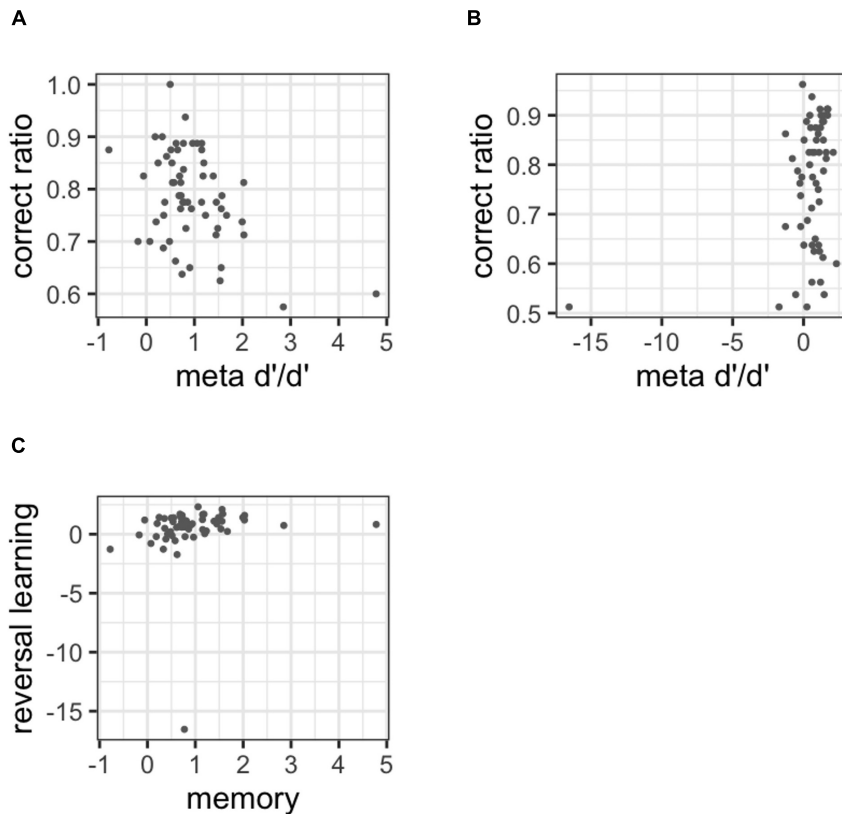 A
B
1.0
0.9
0.8
0.7
0.6
correct ratio
-1 0 1 2 3 4 5
meta d'/d'
0.9
0.8
0.7
0.6
0.5
correct ratio
-15 -10 -5 0
meta d'/d'
C
0
-5
-10
-15
reversal learning
-1 0 1 2 3 4 5
memory